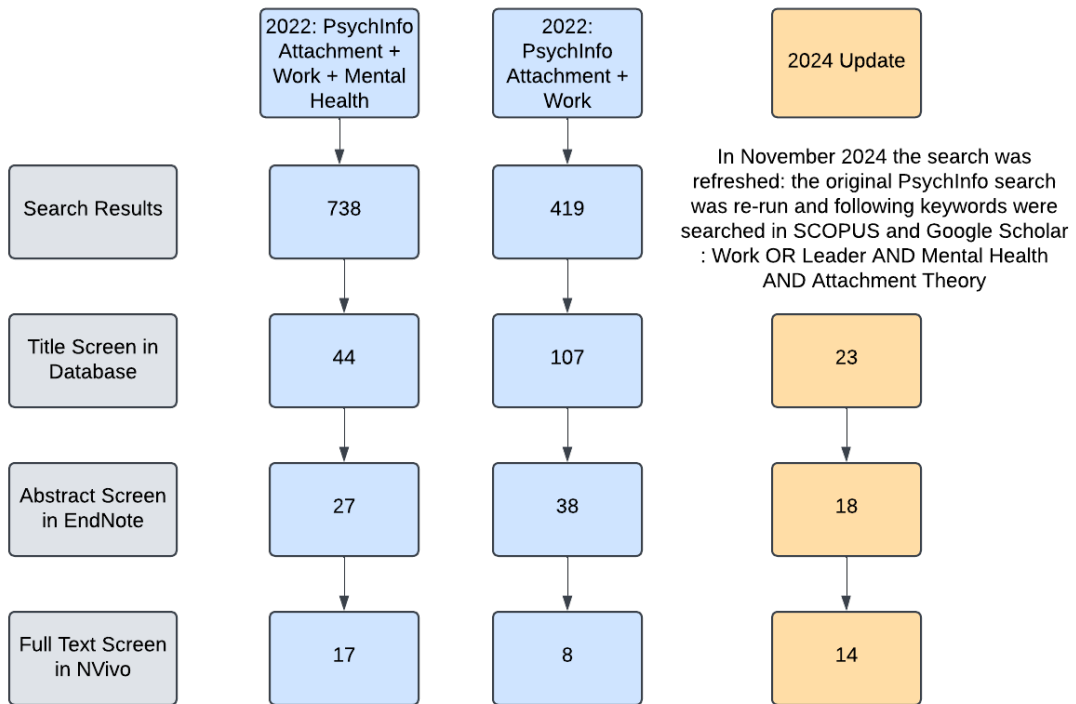 2022: PsychInfo
Attachment +
Work + Mental
Health
2022:
PsychInfo
Attachment +
Work
2024 Update
In November 2024 the search was
refreshed: the original PsychInfo search
was re-run and following keywords were
searched in SCOPUS and Google Scholar
: Work OR Leader AND Mental Health
AND Attachment Theory
Search Results
738
419
Title Screen in
Database
44
107
23
Abstract Screen
in EndNote
27
38
18
Full Text Screen
in NVivo
17
8
14